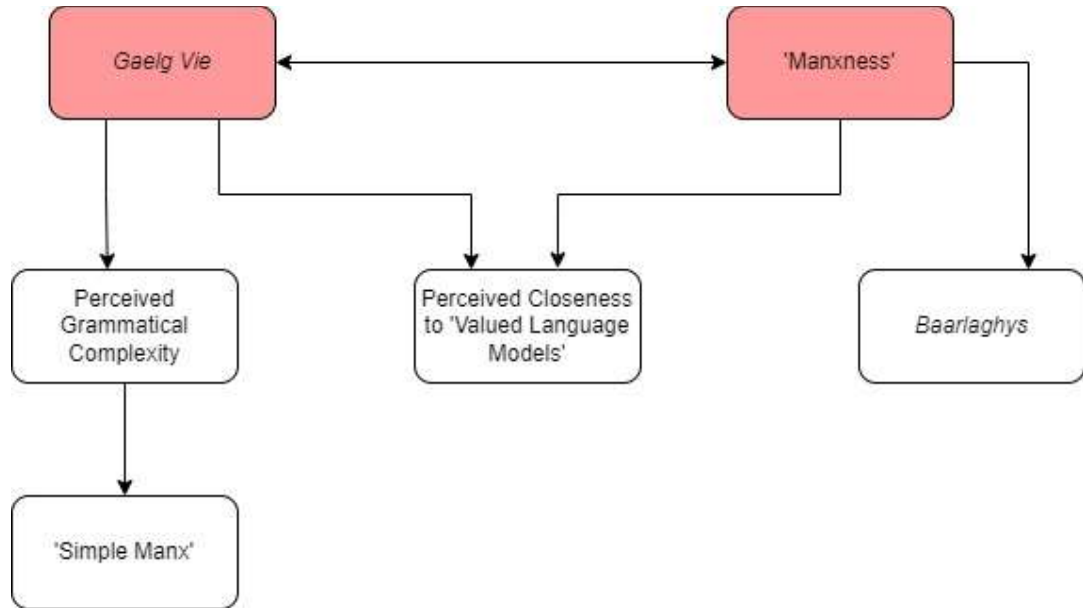 Gaelg Vie
'Manxness'
Perceived
Grammatical
Complexity
Perceived Closeness
to 'Valued Language
Models'
Baarlaghys
'Simple Manx'